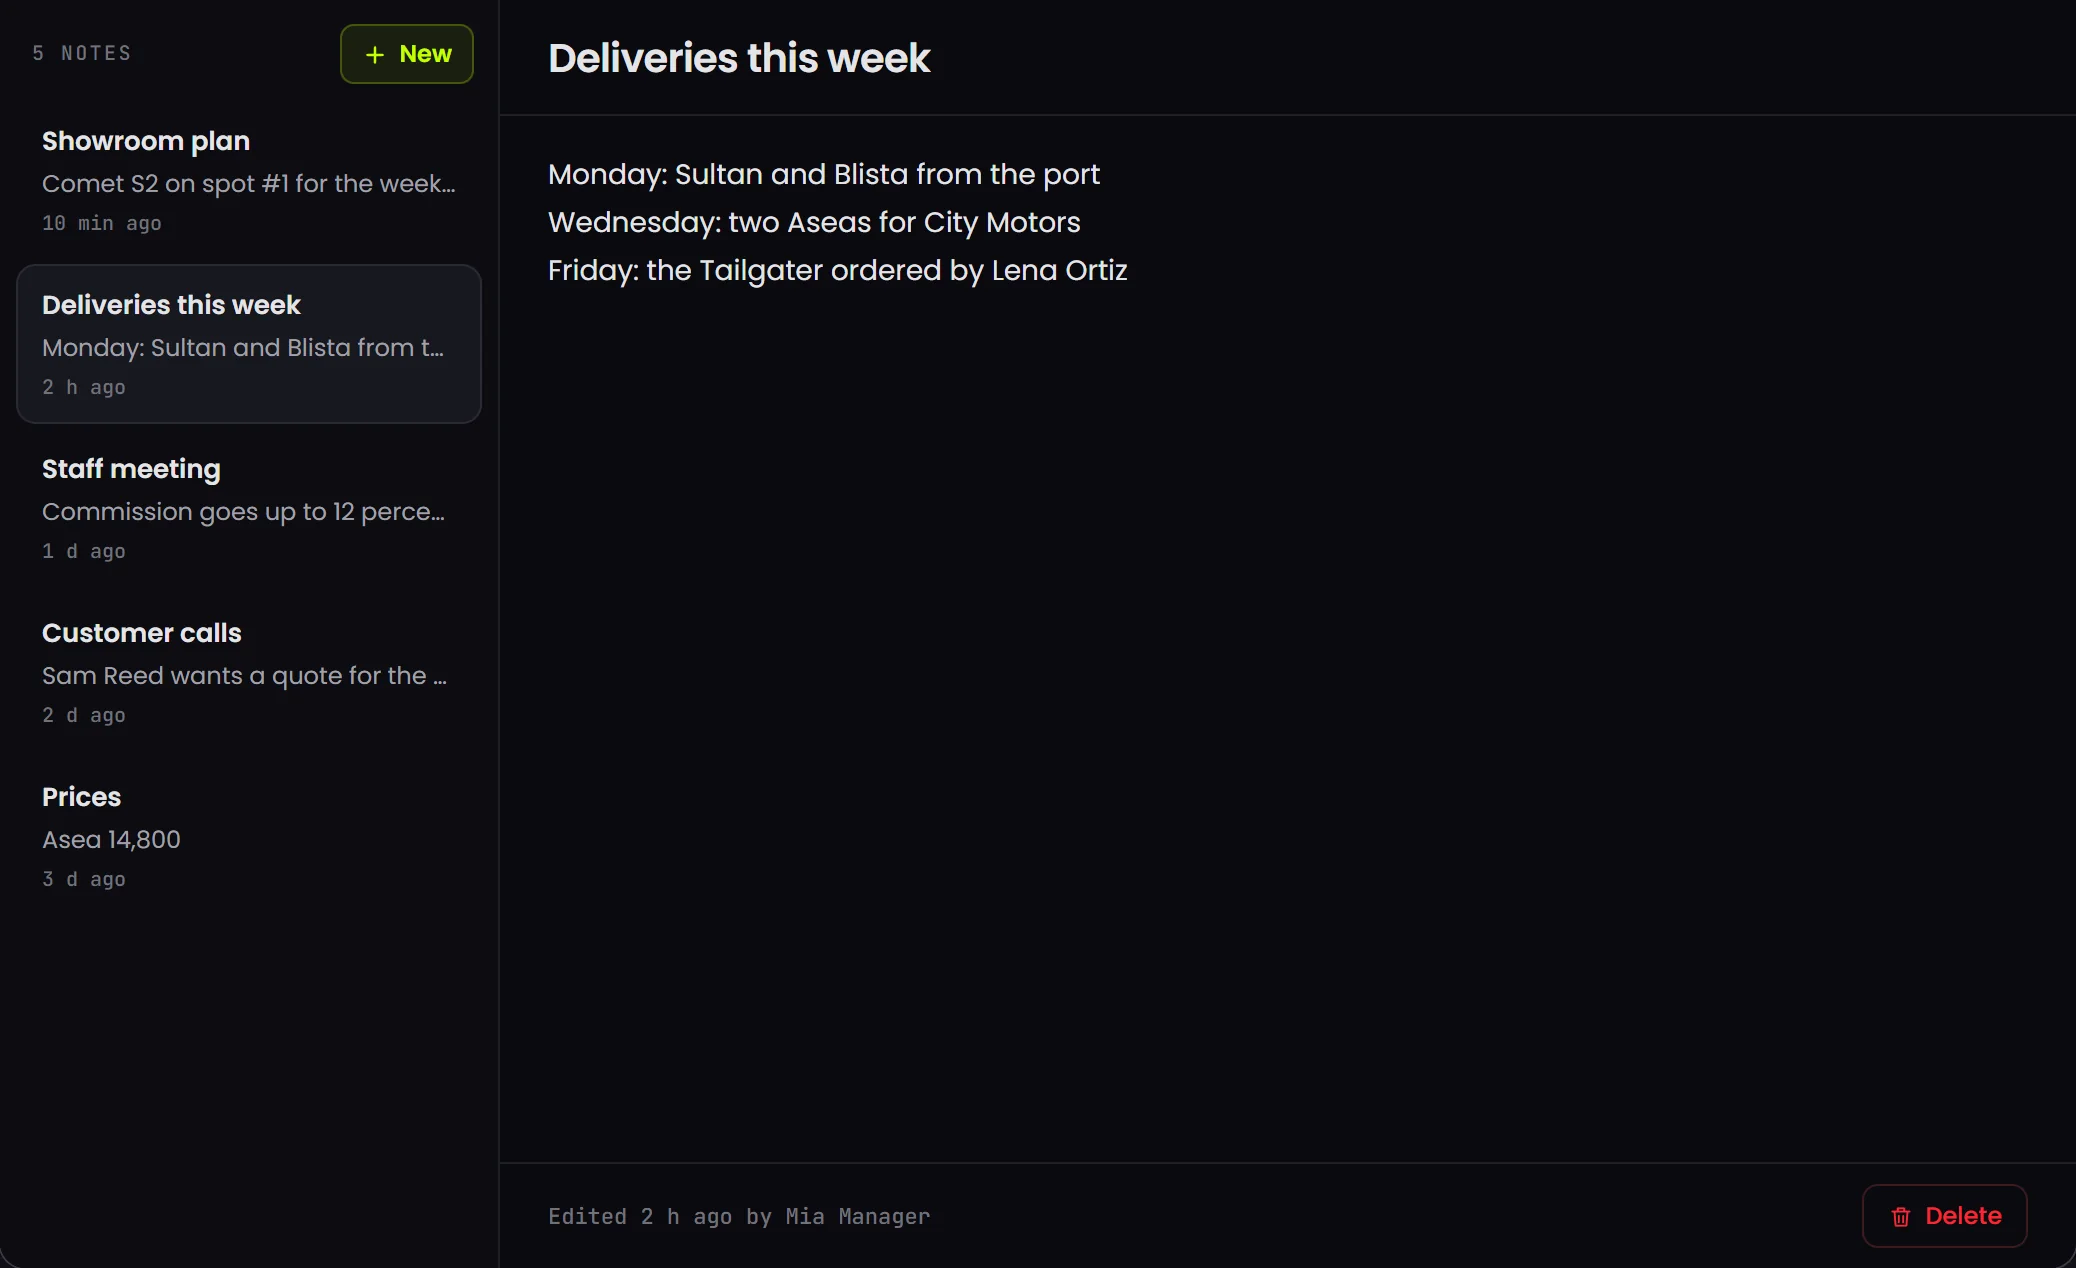 5 NOTES
+ New
Showroom plan
Comet S2 on spot #1 for the week...
10 min ago
Deliveries this week
Monday: Sultan and Blista from t...
2 h ago
Staff meeting
Commission goes up to 12 perce...
1 d ago
Customer calls
Sam Reed wants a quote for the ...
2 d ago
Prices
Asea 14,800
3 d ago
Deliveries this week
Monday: Sultan and Blista from the port
Wednesday: two Aseas for City Motors
Friday: the Tailgater ordered by Lena Ortiz
Edited 2 h ago by Mia Manager
Delete